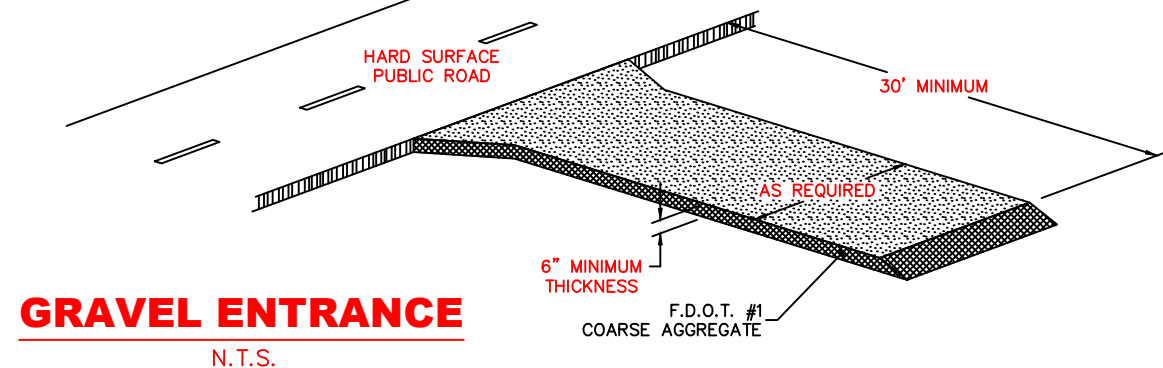 HARD SURFACE
PUBLIC ROAD
30' MINIMUM
AS REQUIRED
6" MINIMUM
THICKNESS
F.D.O.T. #1
COARSE AGGREGATE
GRAVEL ENTRANCE
N.T.S.